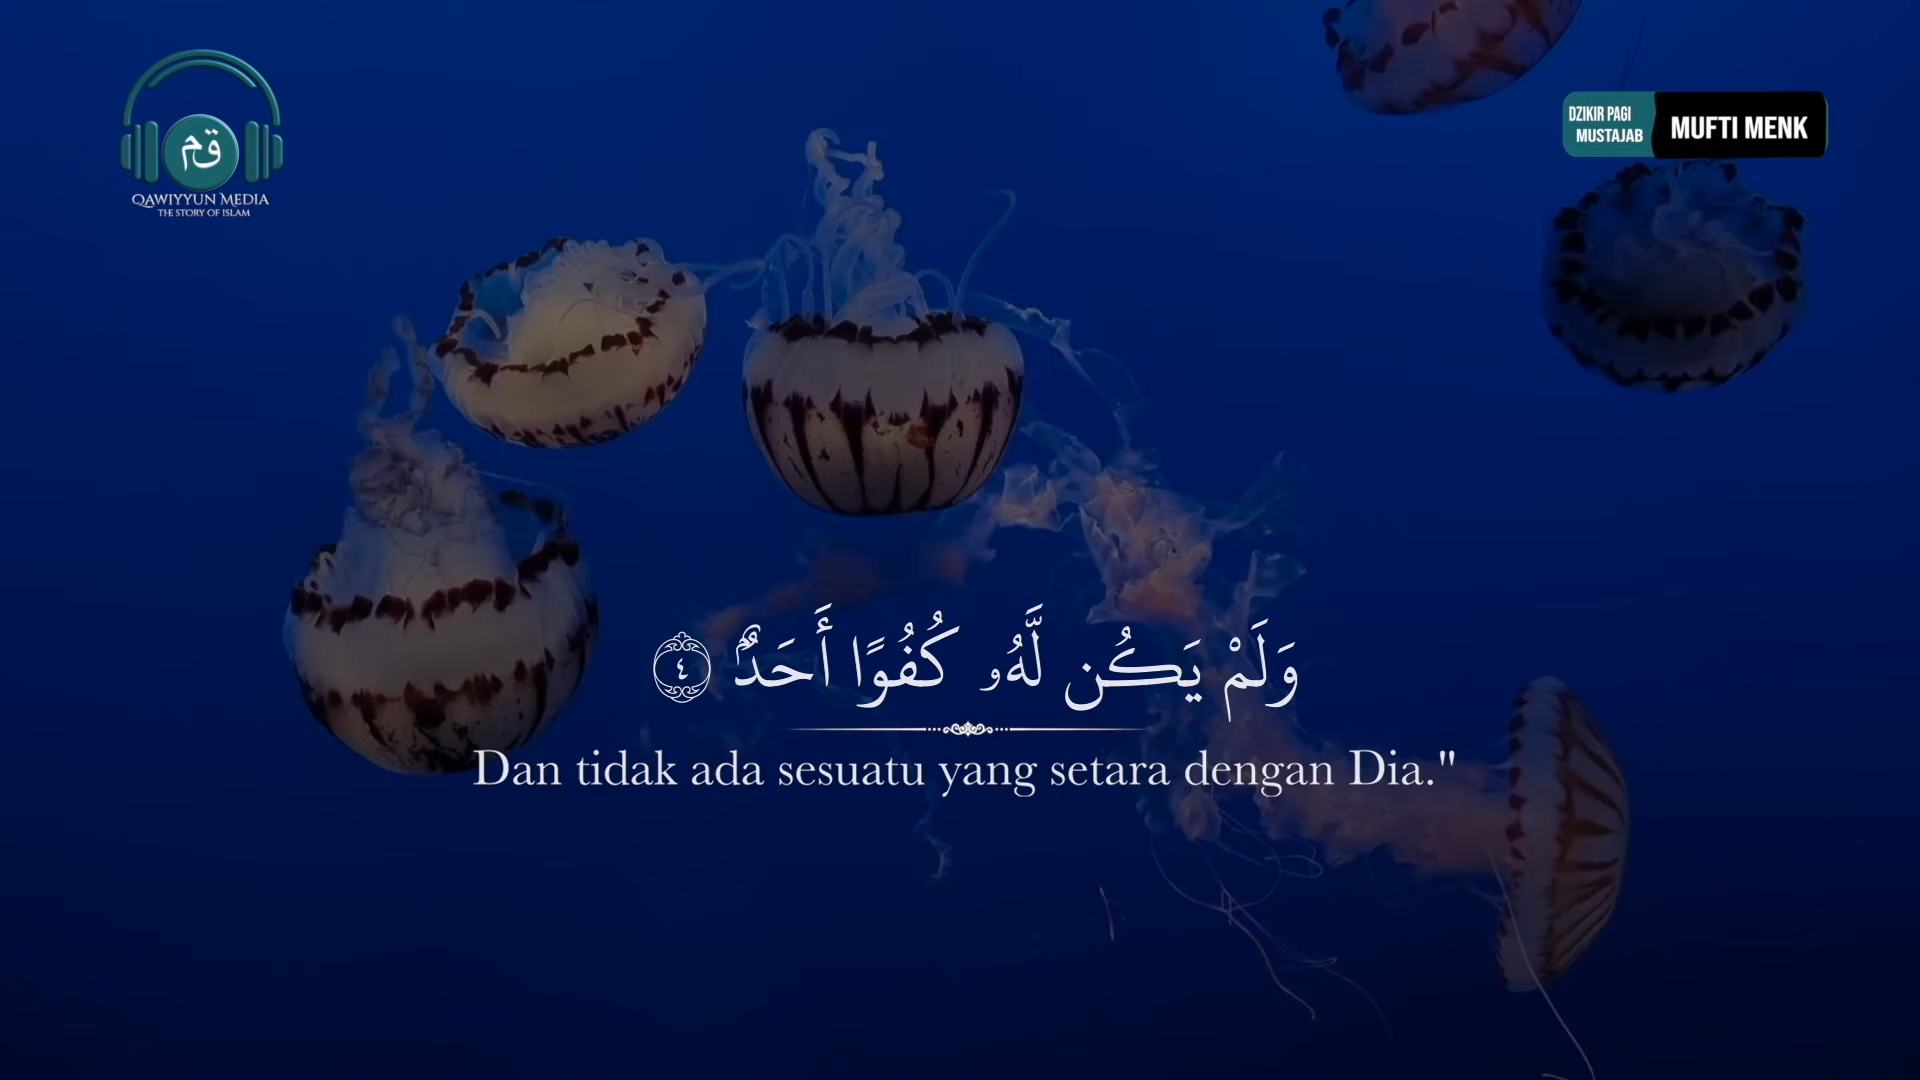 قم
QAWIYYUN MEDIA
THE STORY OF ISLAM
DZIKIR PAGI
MUSTAJAB
MUFTI MENK
وَلَمْ يَكُن لَّهُۥ كُفُوًا أَحَدٌۢ ٤
Dan tidak ada sesuatu yang setara dengan Dia."